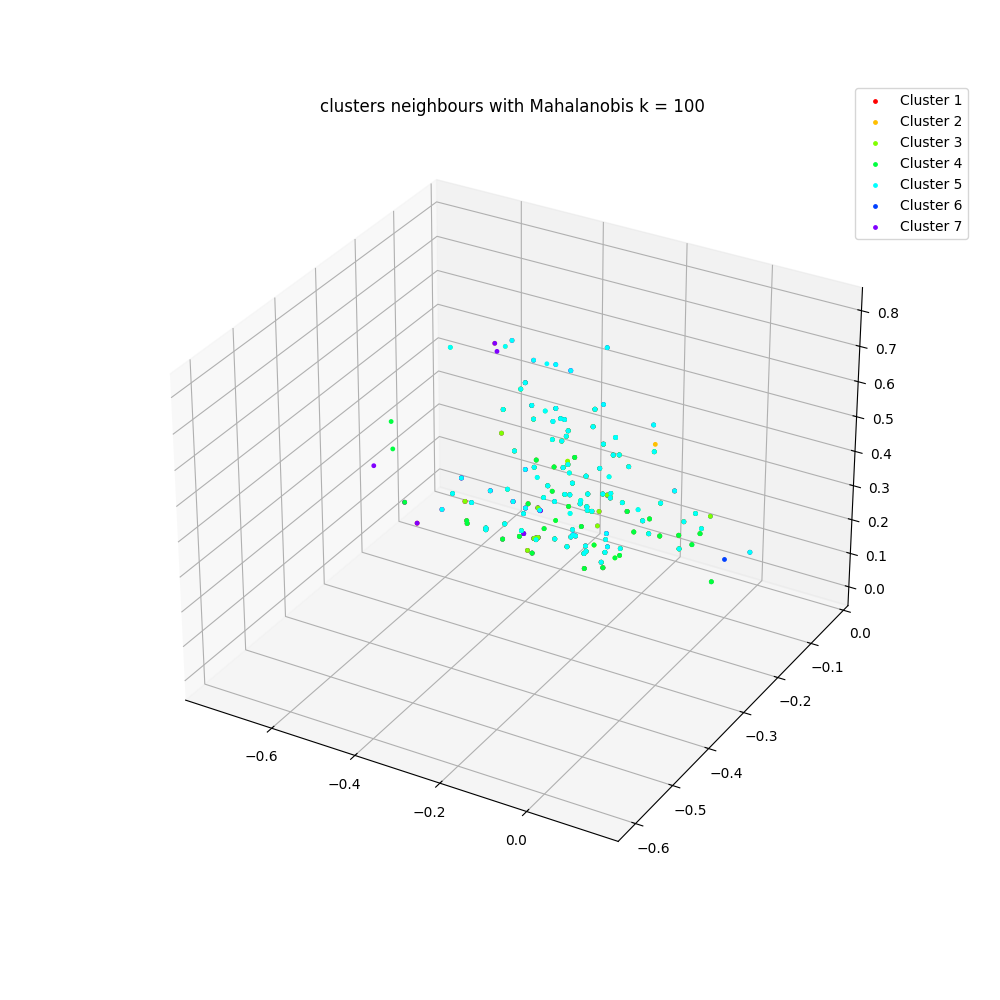 clusters neighbours with Mahalanobis k = 100
Cluster 1
Cluster 2
Cluster 3
Cluster 4
Cluster 5
Cluster 6
Cluster 7
0.8
0.7
0.6
0.5
0.4
0.3
0.2
0.1
0.0
0.0
−0.1
−0.2
−0.3
−0.4
−0.5
−0.6
−0.6
−0.4
−0.2
0.0